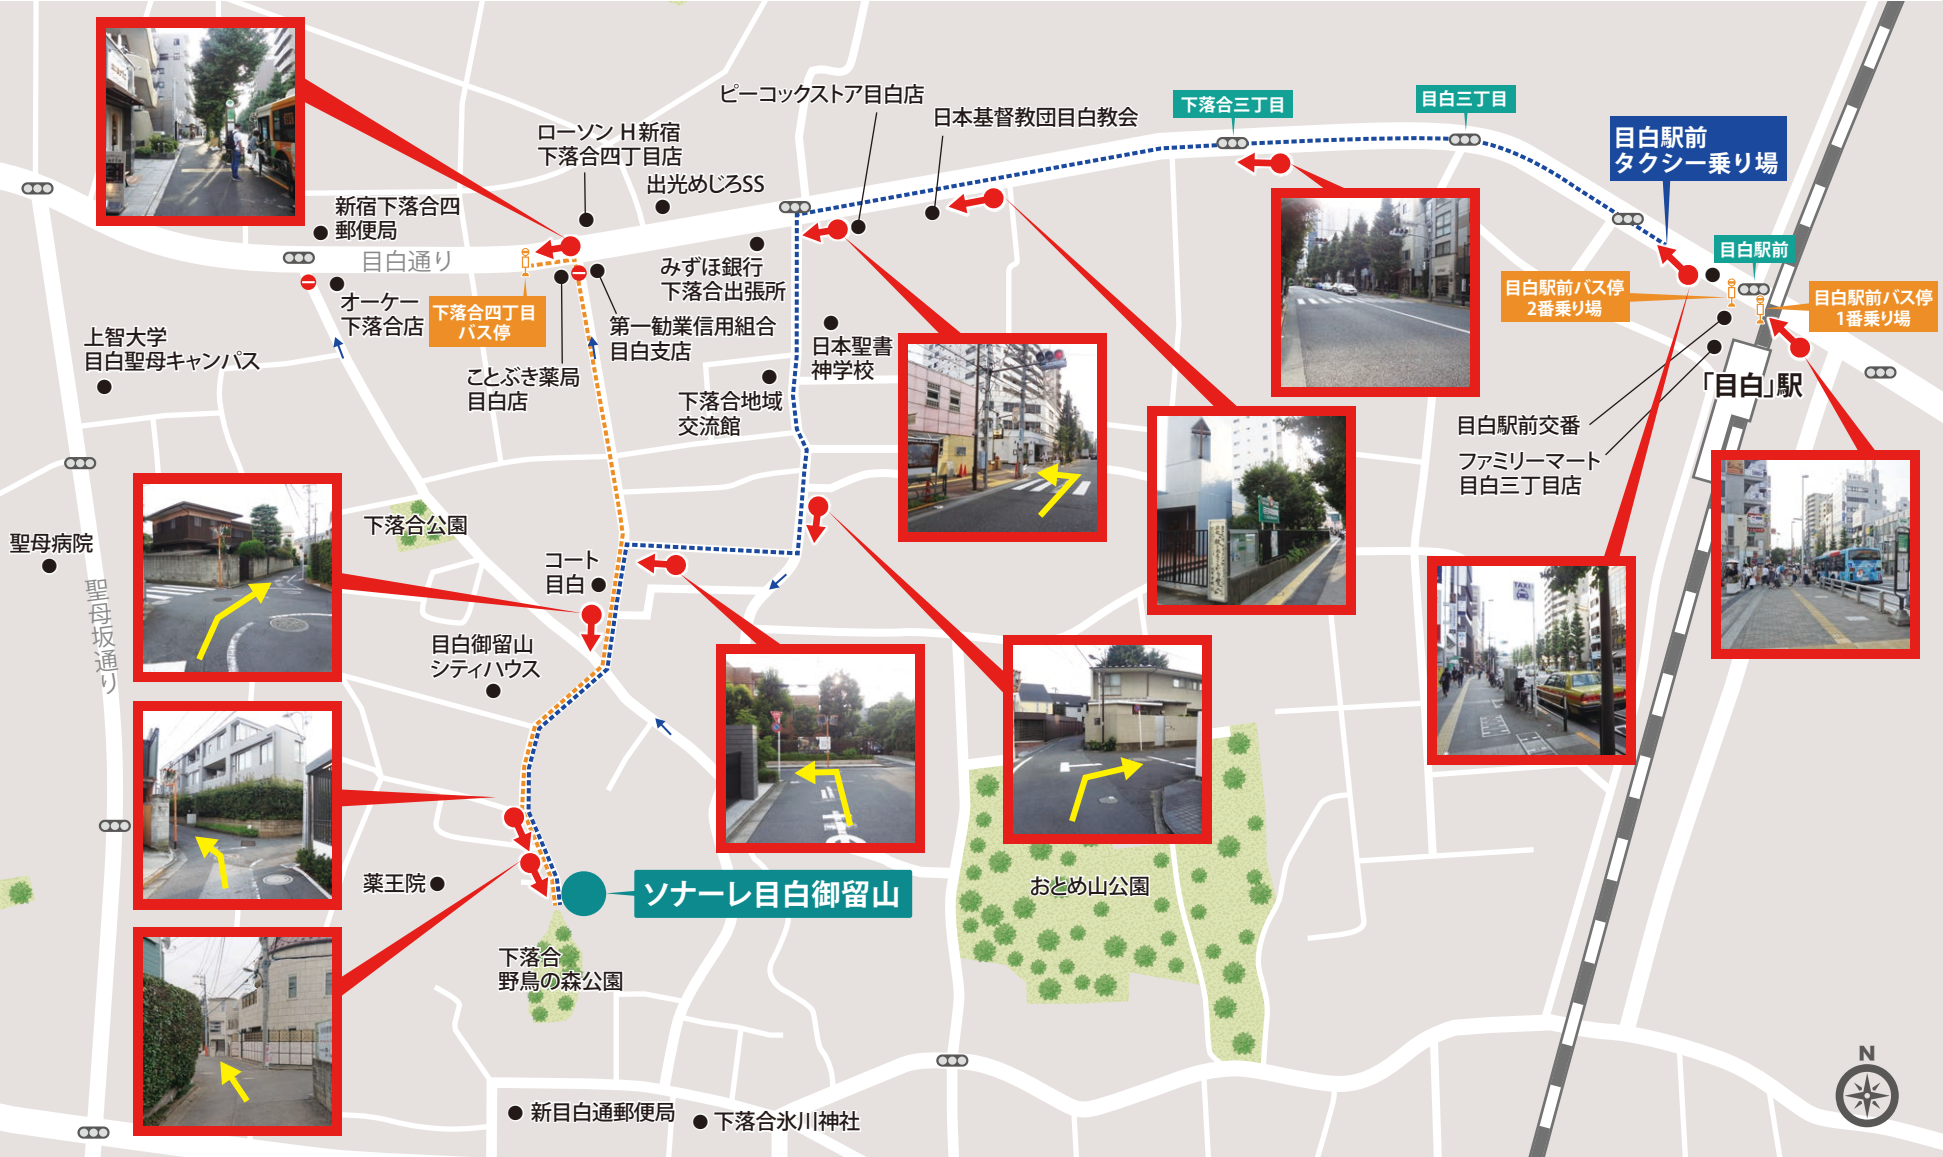 ピーコックストア目白店
日本基督教団目白教会
下落合三丁目
目白三丁目
目白駅前
タクシー乗り場
ローソン H新宿
下落合四丁目店
出光めじろSS
新宿下落合四
郵便局
目白通り
オーケー
下落合店
下落合四丁目
バス停
みずほ銀行
下落合出張所
第一勧業信用組合
目白支店
ことぶき薬局
目白店
日本聖書
神学校
下落合地域
交流館
目白駅前
目白駅前バス停
2番乗り場
目白駅前バス停
1番乗り場
「目白」駅
目白駅前交番
ファミリーマート
目白三丁目店
上智大学
目白聖母キャンパス
聖母病院
聖母坂通り
下落合公園
コート
目白
目白御留山
シティハウス
薬王院
ソナーレ目白御留山
下落合
野鳥の森公園
おとめ山公園
新目白通郵便局
下落合氷川神社
TAXI
N